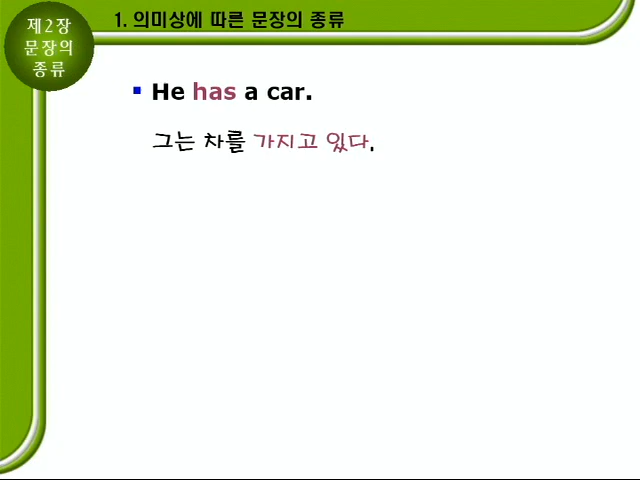 제2장
문장의
종류
1. 의미상에 따른 문장의 종류
He has a car.
그는 차를 가지고 있다.